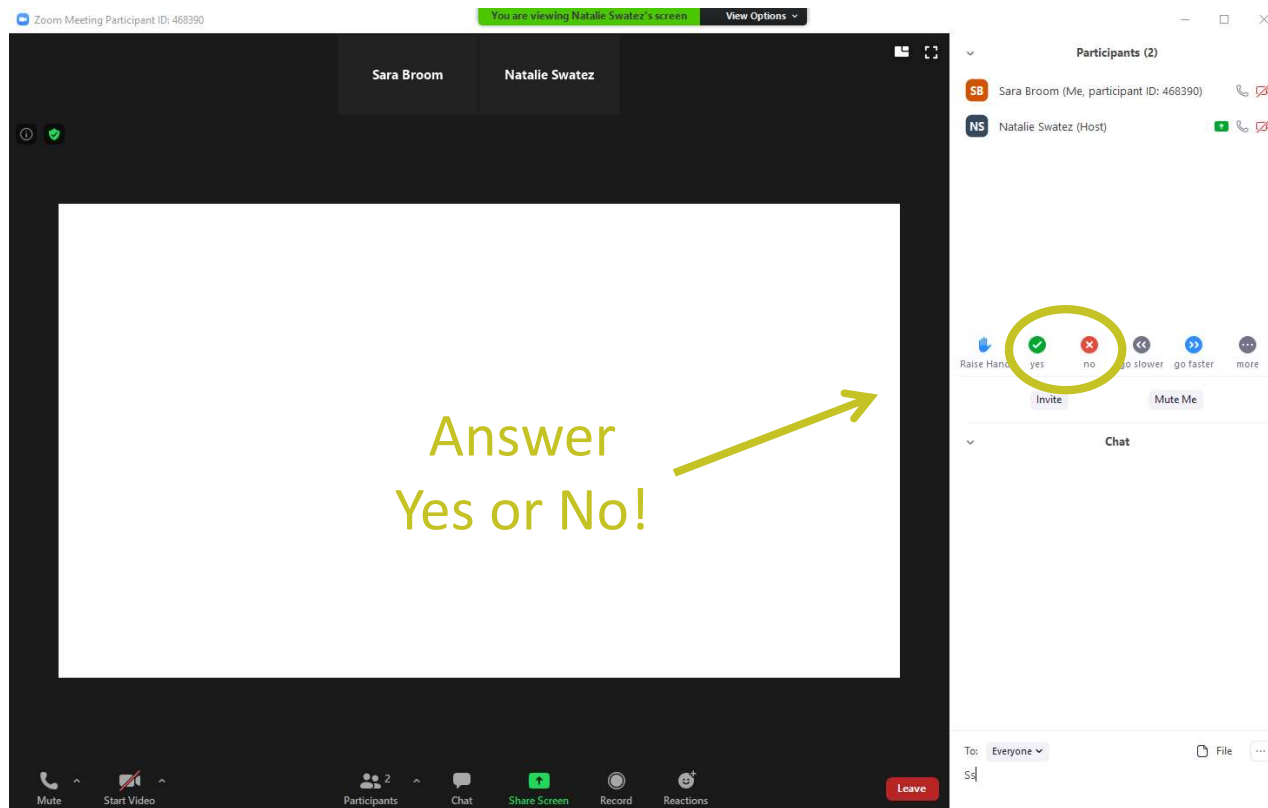 Zoom Meeting Participant ID: 468390
You are viewing Natalie Swatez's screen
View Options
Sara Broom
Natalie Swatez
Participants (2)
SB Sara Broom (Me, participant ID: 468390)
NS Natalie Swatez (Host)
Raise Hand yes no go slower go faster more
Invite Mute Me
Answer
Yes or No!
Chat
To: Everyone File
Ss
Mute Start Video Participants 2 Chat Share Screen Record Reactions Leave